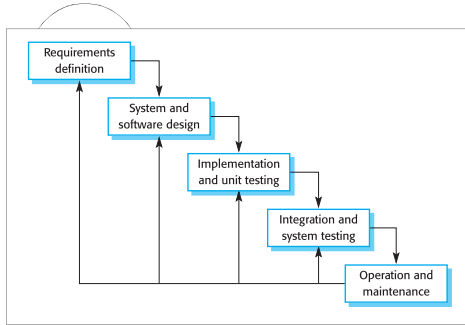 Requirements
definition
System and
software design
Implementation
and unit testing
Integration and
system testing
Operation and
maintenance